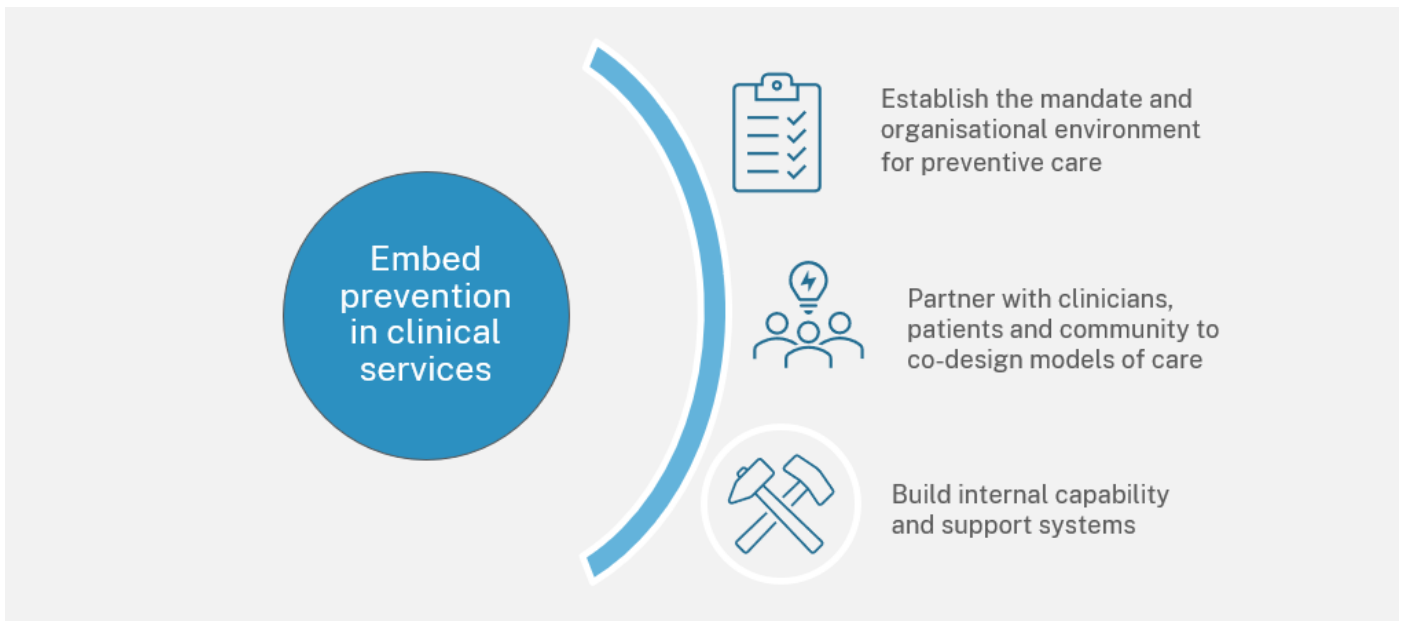 Embed
prevention
in clinical
services
Establish the mandate and
organisational environment
for preventive care
Partner with clinicians,
patients and community to
co-design models of care
Build internal capability
and support systems